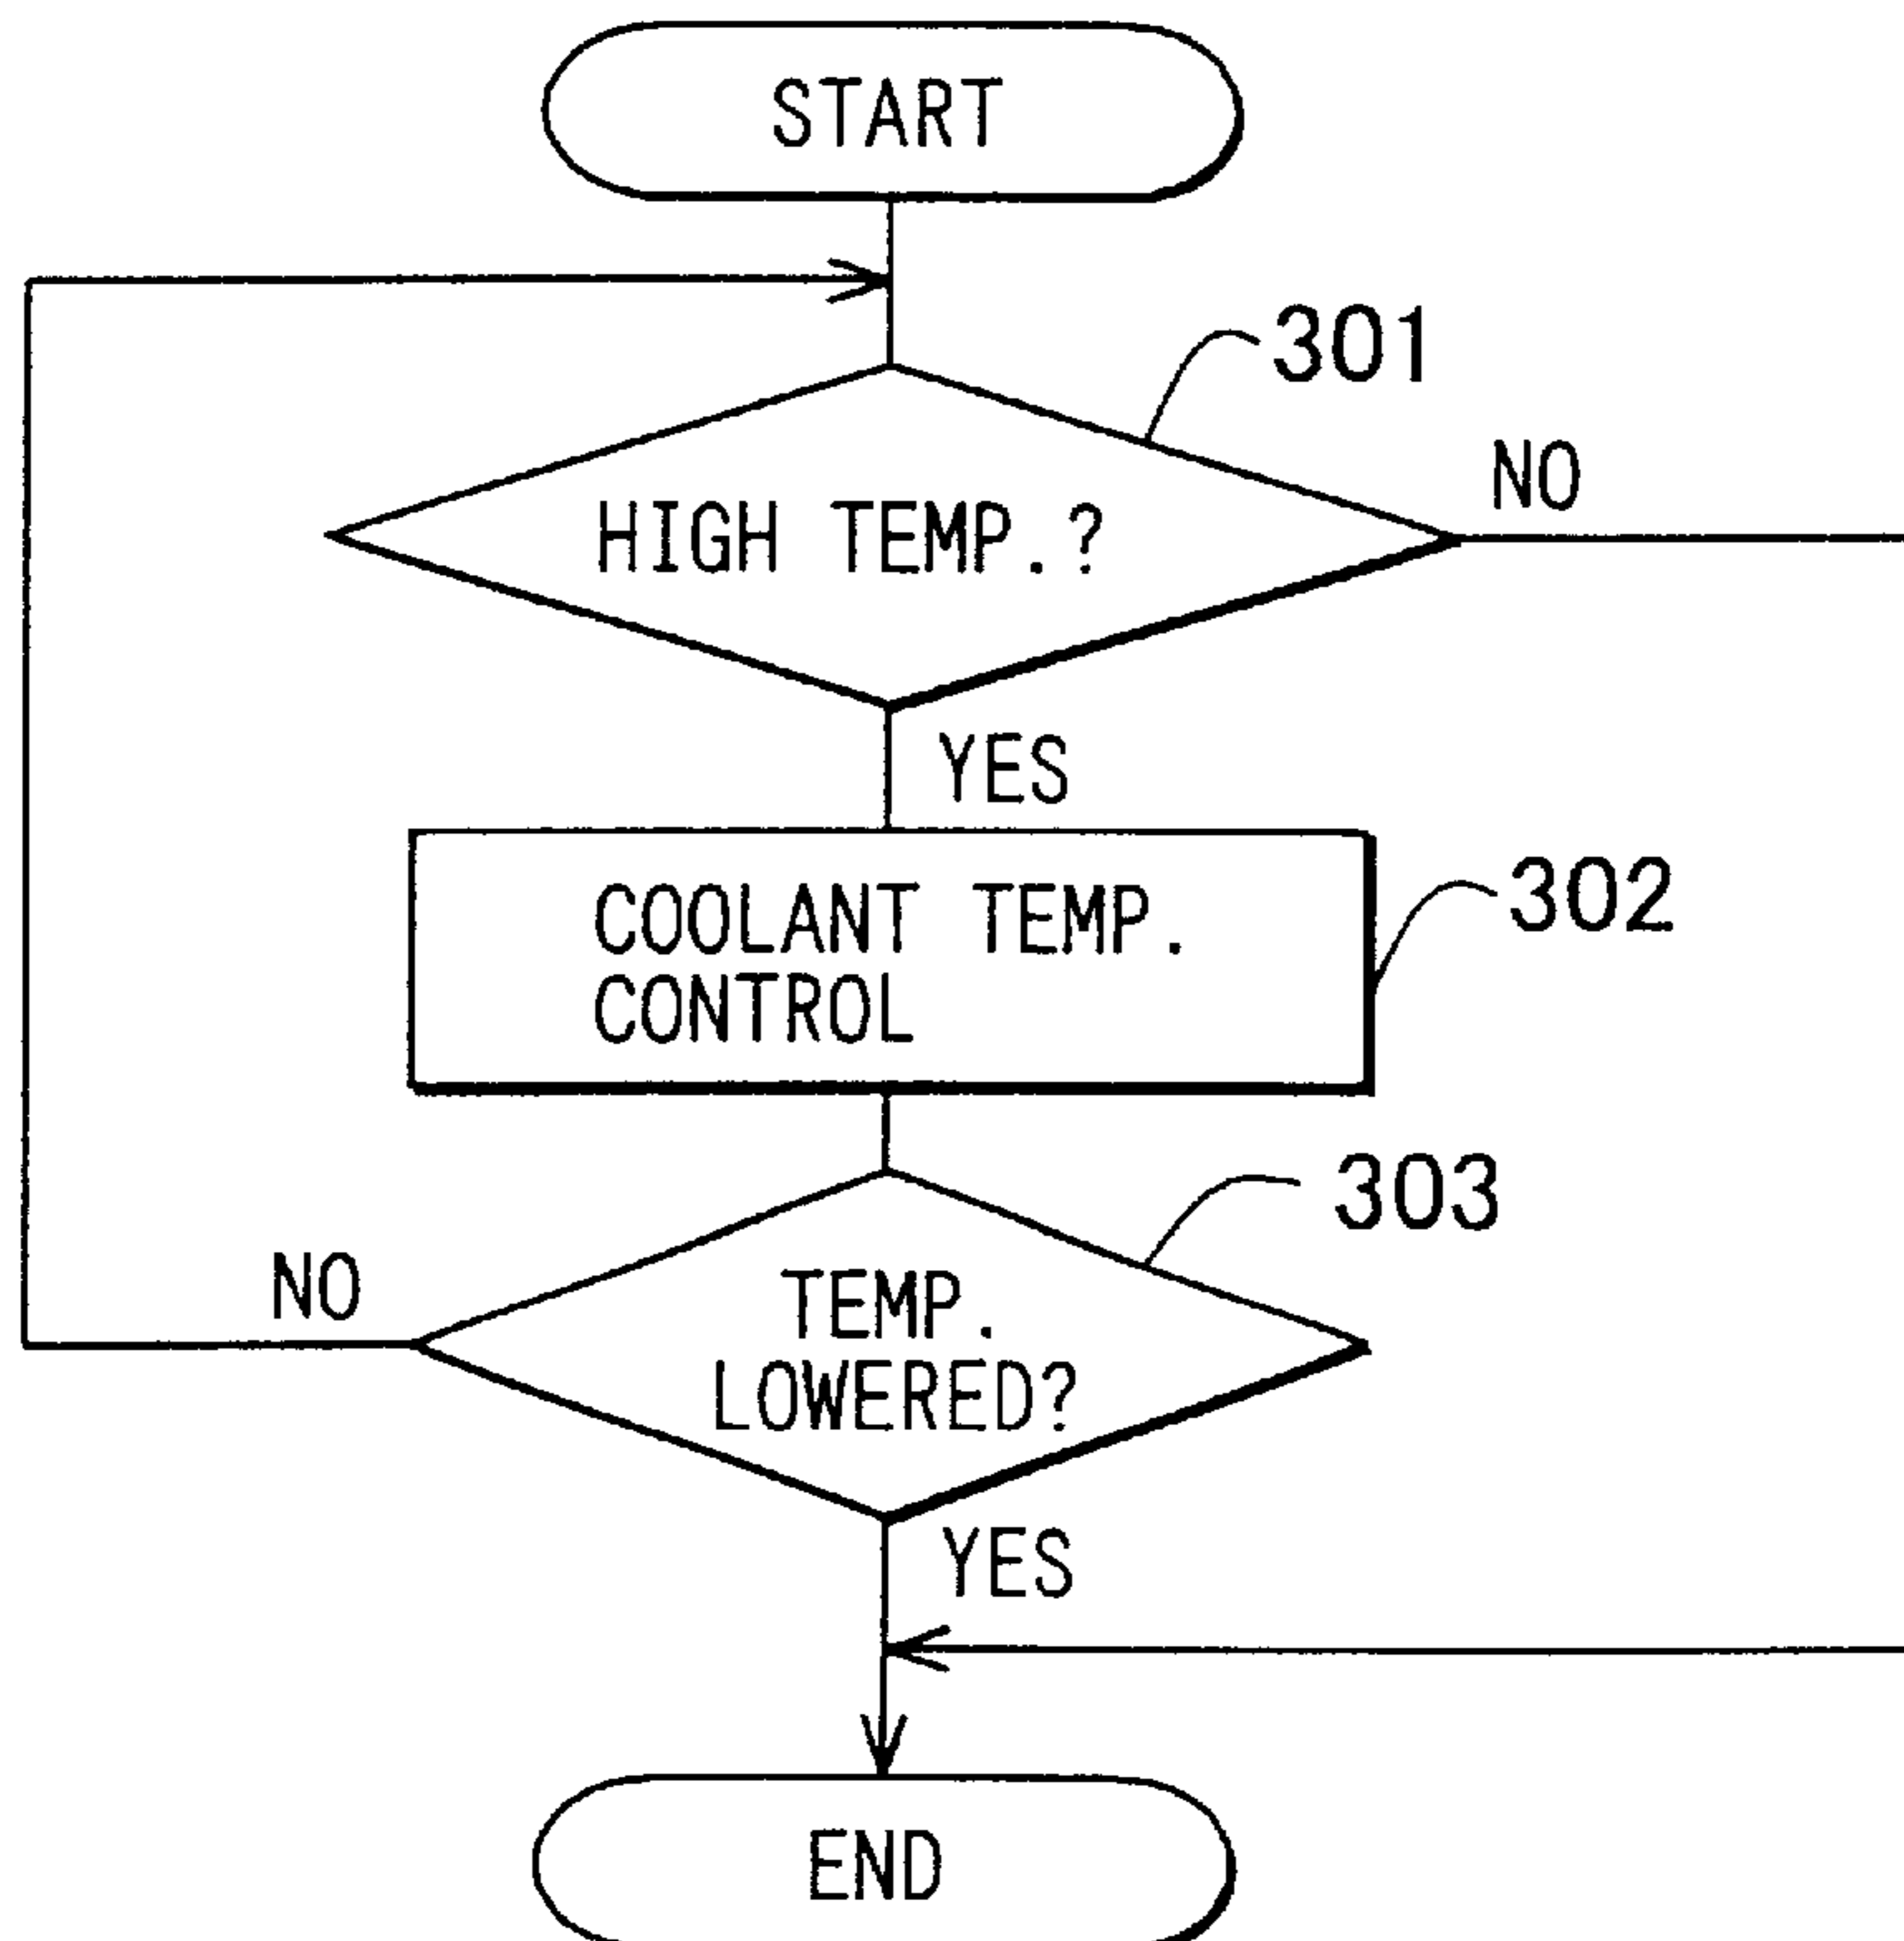 START
301
HIGH TEMP.?
NO
YES
COOLANT TEMP.
CONTROL
302
303
NO
TEMP.
LOWERED?
YES
END